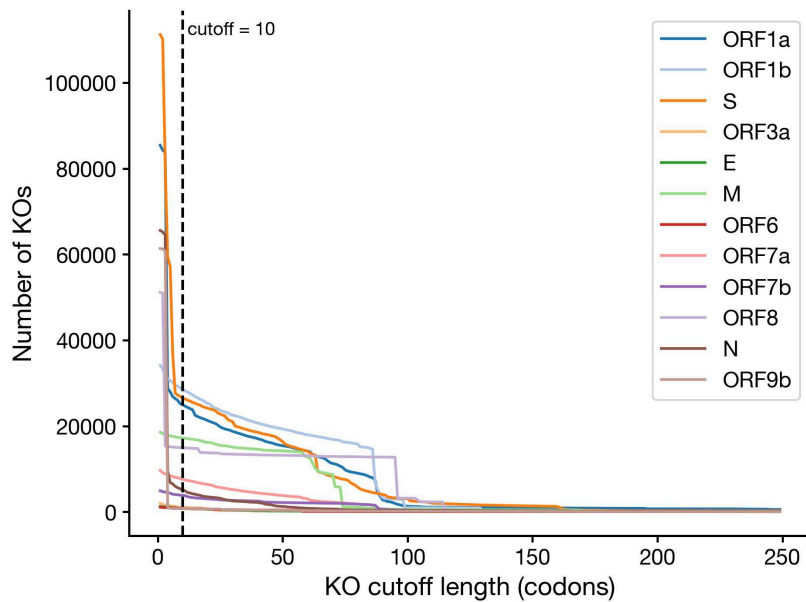 cutoff = 10
Number of KOs
100000
80000
60000
40000
20000
0
0 50 100 150 200 250
KO cutoff length (codons)
ORF1a
ORF1b
S
ORF3a
E
M
ORF6
ORF7a
ORF7b
ORF8
N
ORF9b